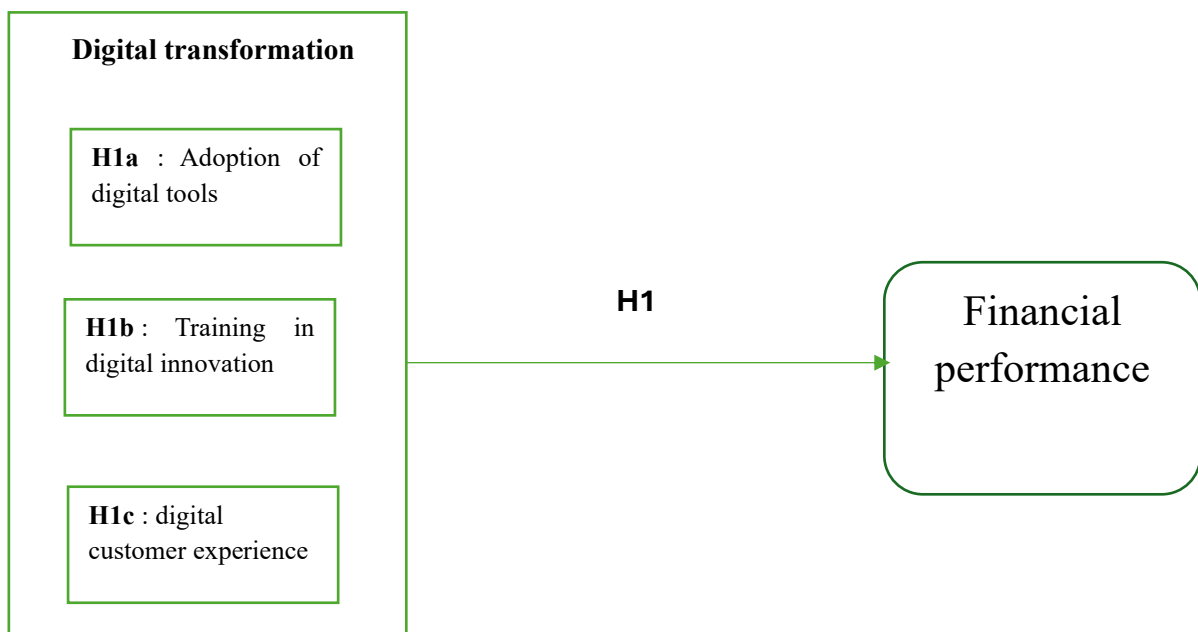 Digital transformation
H1a : Adoption of
digital tools
H1b : Training in
digital innovation
H1c : digital
customer experience
H1
Financial
performance